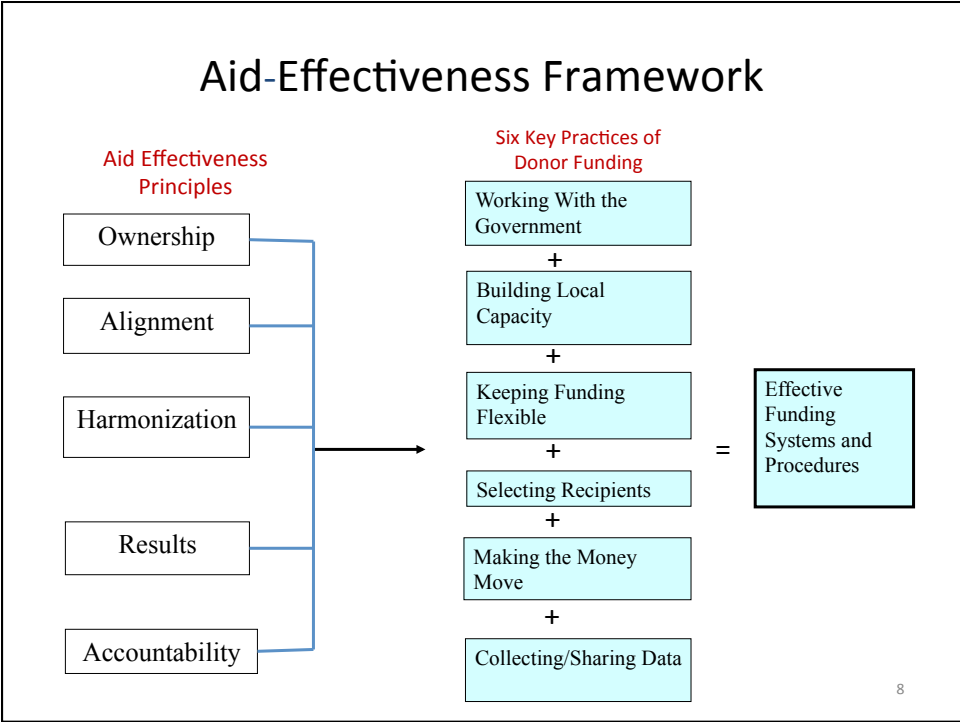 Aid-Effectiveness Framework
Aid Effectiveness
Principles
Ownership
Alignment
Harmonization
Results
Accountability
Six Key Practices of
Donor Funding
Working With the
Government
+
Building Local
Capacity
+
Keeping Funding
Flexible
+
Selecting Recipients
+
Making the Money
Move
+
Collecting/Sharing Data
=
Effective
Funding
Systems and
Procedures
8